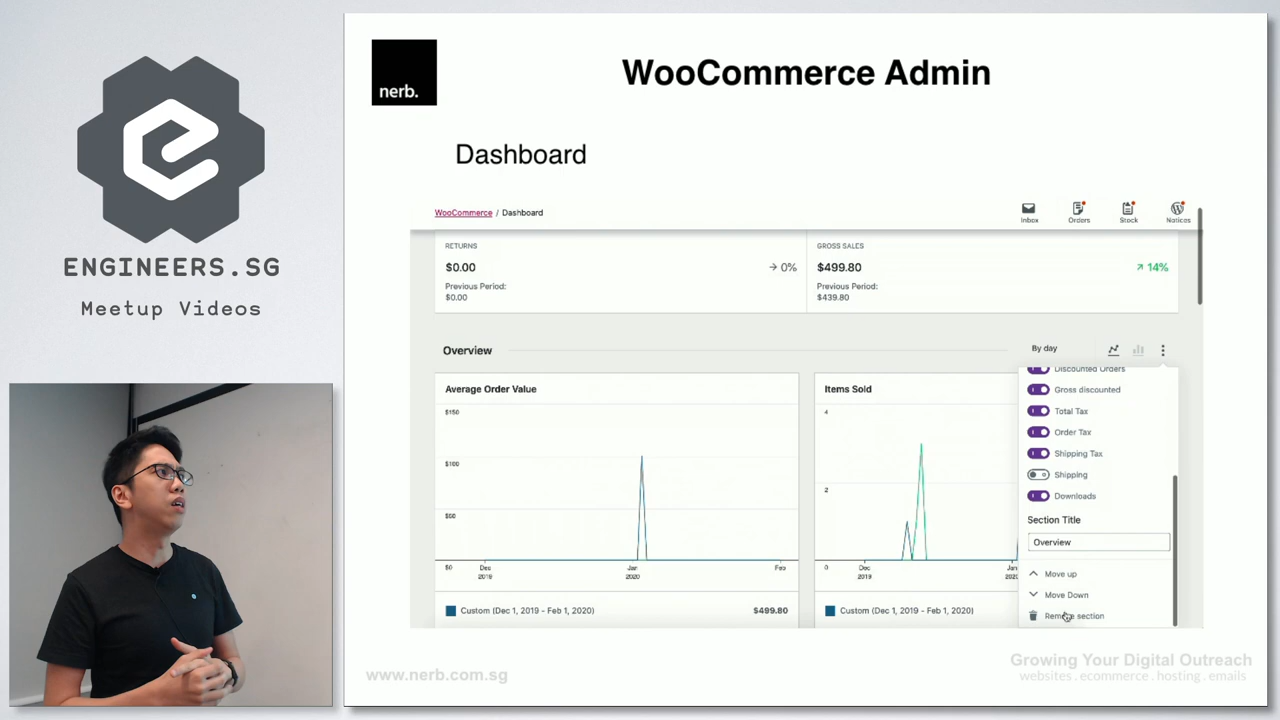 ENGINEERS.SG
Meetup Videos
nerb.
WooCommerce Admin
Dashboard
WooCommerce / Dashboard
Inbox
Orders
Stock
Notices
RETURNS
$0.00
→ 0%
Previous Period:
$0.00
GROSS SALES
$499.80
14%
Previous Period:
$439.80
Overview
By day
Average Order Value
$150
$100
$50
$0
Dec
2019
Jan
2020
Feb
Custom (Dec 1, 2019 - Feb 1, 2020)
$499.80
Items Sold
4
2
0
Dec
2019
Jan
2020
Custom (Dec 1, 2019 - Feb 1, 2020)
Discounted Orders
Gross discounted
Total Tax
Order Tax
Shipping Tax
Shipping
Downloads
Section Title
Overview
Move up
Move Down
Remove section
www.nerb.com.sg
Growing Your Digital Outreach
websites . ecommerce . hosting . emails